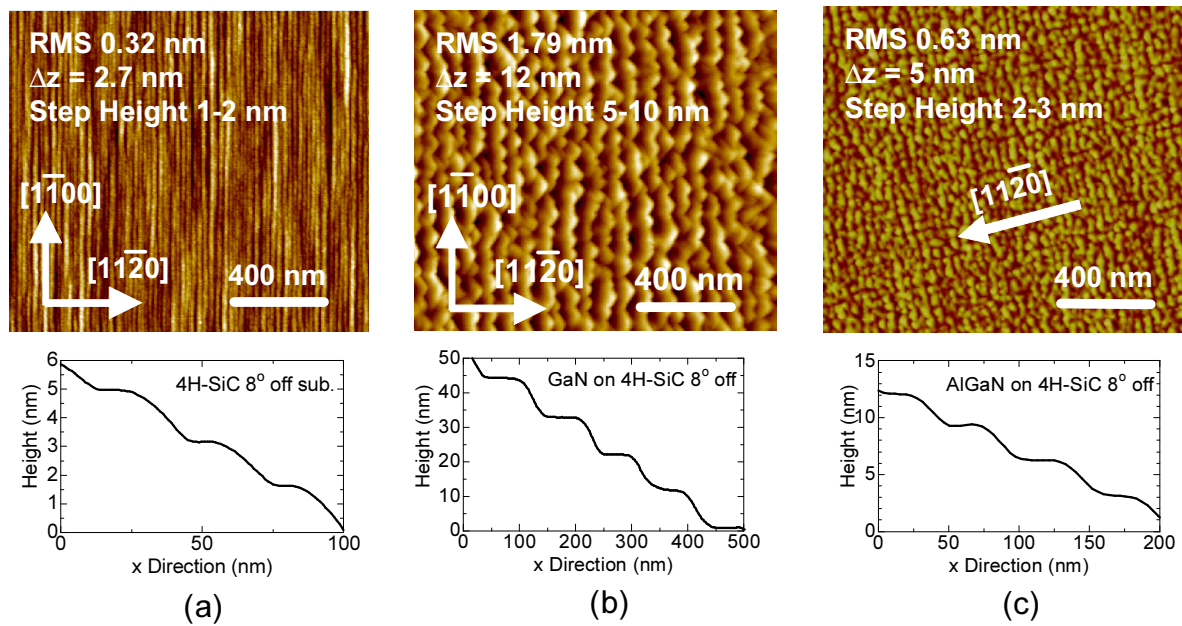 RMS 0.32 nm
Δz = 2.7 nm
Step Height 1-2 nm
[11̅00]
[112̅0]
400 nm
RMS 1.79 nm
Δz = 12 nm
Step Height 5-10 nm
[11̅00]
[112̅0]
400 nm
RMS 0.63 nm
Δz = 5 nm
Step Height 2-3 nm
[112̅0]
400 nm
4H-SiC 8° off sub.
Height (nm)
6
5
4
3
2
1
0
0 50 100
x Direction (nm)
(a)
GaN on 4H-SiC 8° off
Height (nm)
50
40
30
20
10
0
0 100 200 300 400 500
x Direction (nm)
(b)
AlGaN on 4H-SiC 8° off
Height (nm)
15
10
5
0
0 50 100 150 200
x Direction (nm)
(c)